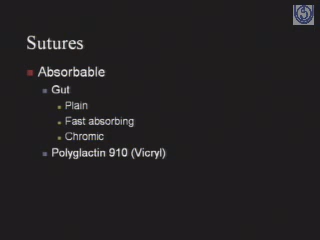 Sutures
Absorbable
Gut
Plain
Fast absorbing
Chromic
Polyglactin 910 (Vicryl)